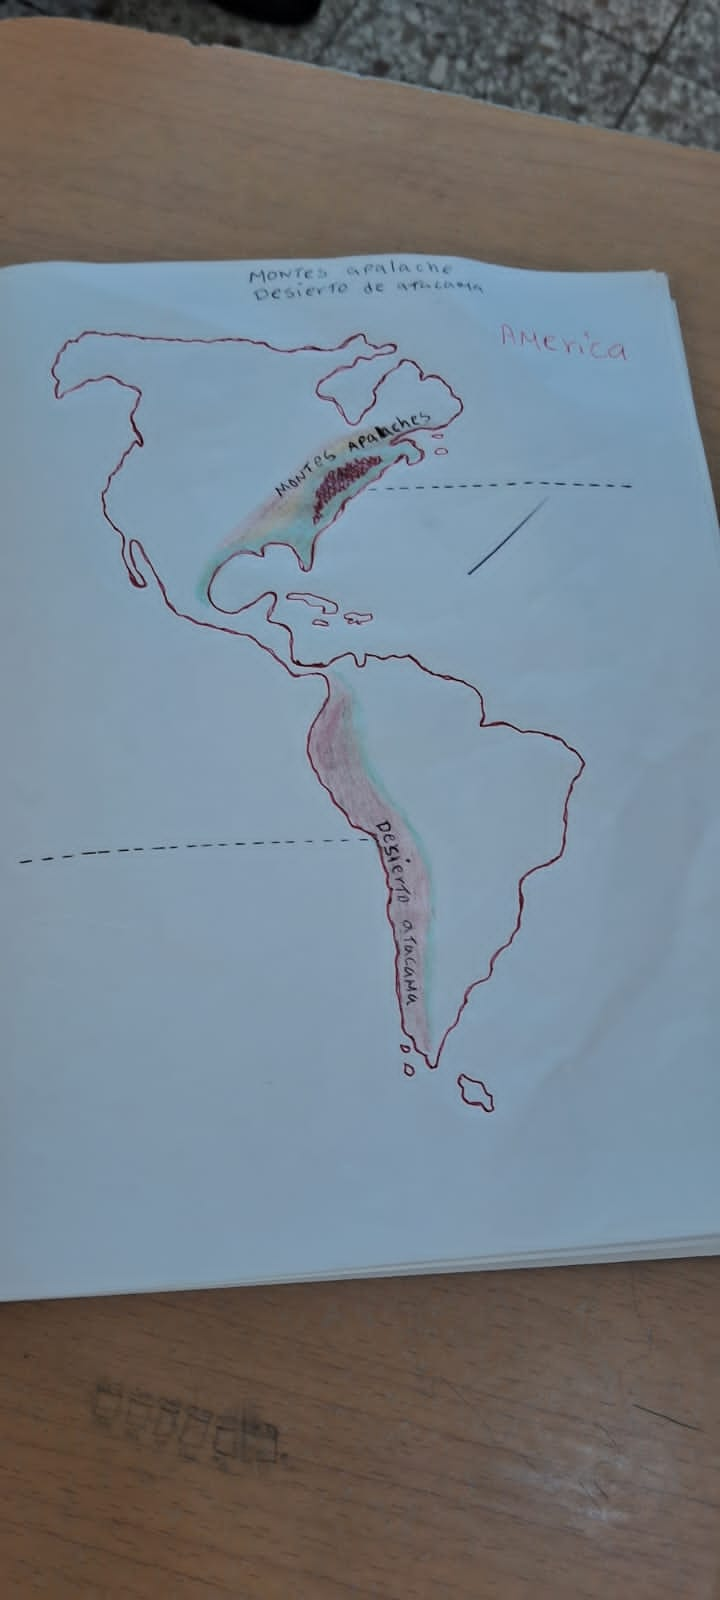 MONTES apalache
Desierto de atacama
AMerica
MONTES APalaches
Desierto atacama